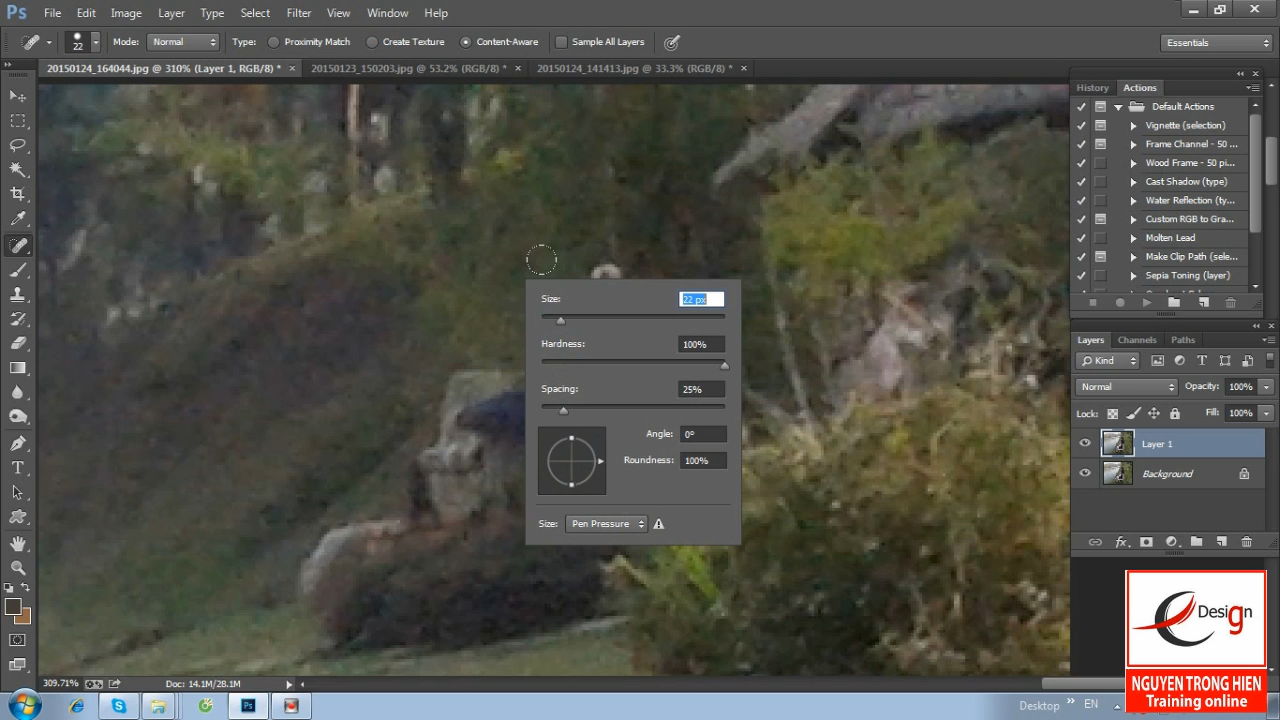 Ps File Edit Image Layer Type Select Filter View Window Help
22 Mode: Normal Type: Proximity Match Create Texture Content-Aware Sample All Layers Essentials
20150124_164044.jpg @ 310% (Layer 1, RGB/8) * × 20150123_150203.jpg @ 53.2% (RGB/8) * × 20150124_141413.jpg @ 33.3% (RGB/8) * ×
History Actions
Default Actions
Vignette (selection)
Frame Channel - 50 ...
Wood Frame - 50 pi...
Cast Shadow (type)
Water Reflection (ty...
Custom RGB to Gra...
Molten Lead
Make Clip Path (sele...
Sepia Toning (layer)
Size: 22 px
Hardness: 100%
Spacing: 25%
Angle: 0º
Roundness: 100%
Size: Pen Pressure
Layers Channels Paths
Kind
Normal Opacity: 100%
Lock: Fill: 100%
Layer 1
Background
309.71% Doc: 14.1M/28.1M
Design
NGUYEN TRONG HIEN
Training online
Desktop » EN